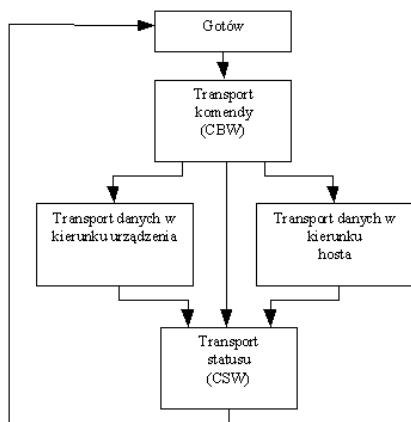 Gotów
Transport
komendy
(CBW)
Transport danych w
kierunku urządzenia
Transport danych w
kierunku
hosta
Transport
statusu
(CSW)